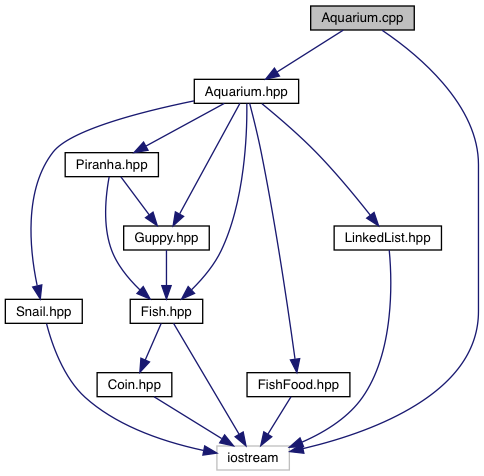 Aquarium.cpp
Aquarium.hpp
Piranha.hpp
Guppy.hpp
LinkedList.hpp
Snail.hpp
Fish.hpp
Coin.hpp
FishFood.hpp
iostream